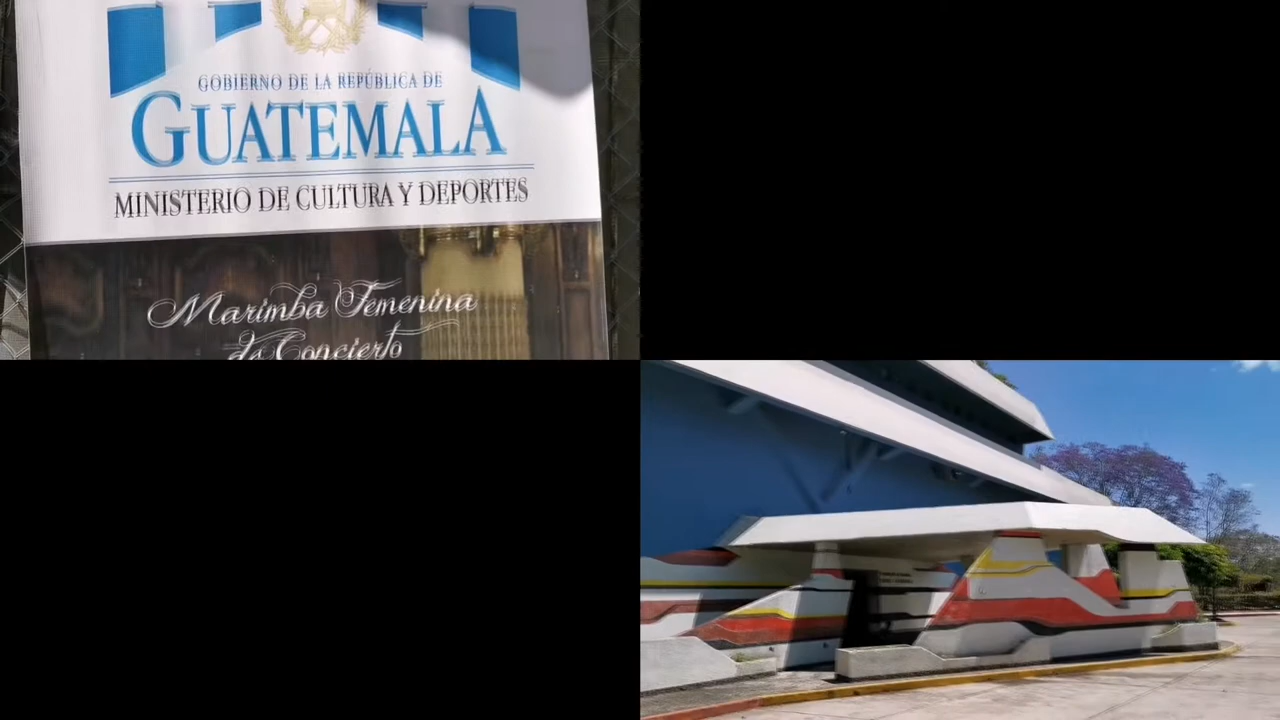 GOBIERNO DE LA REPÚBLICA DE
GUATEMALA
MINISTERIO DE CULTURA Y DEPORTES
Marimba Femenina
de Concierto